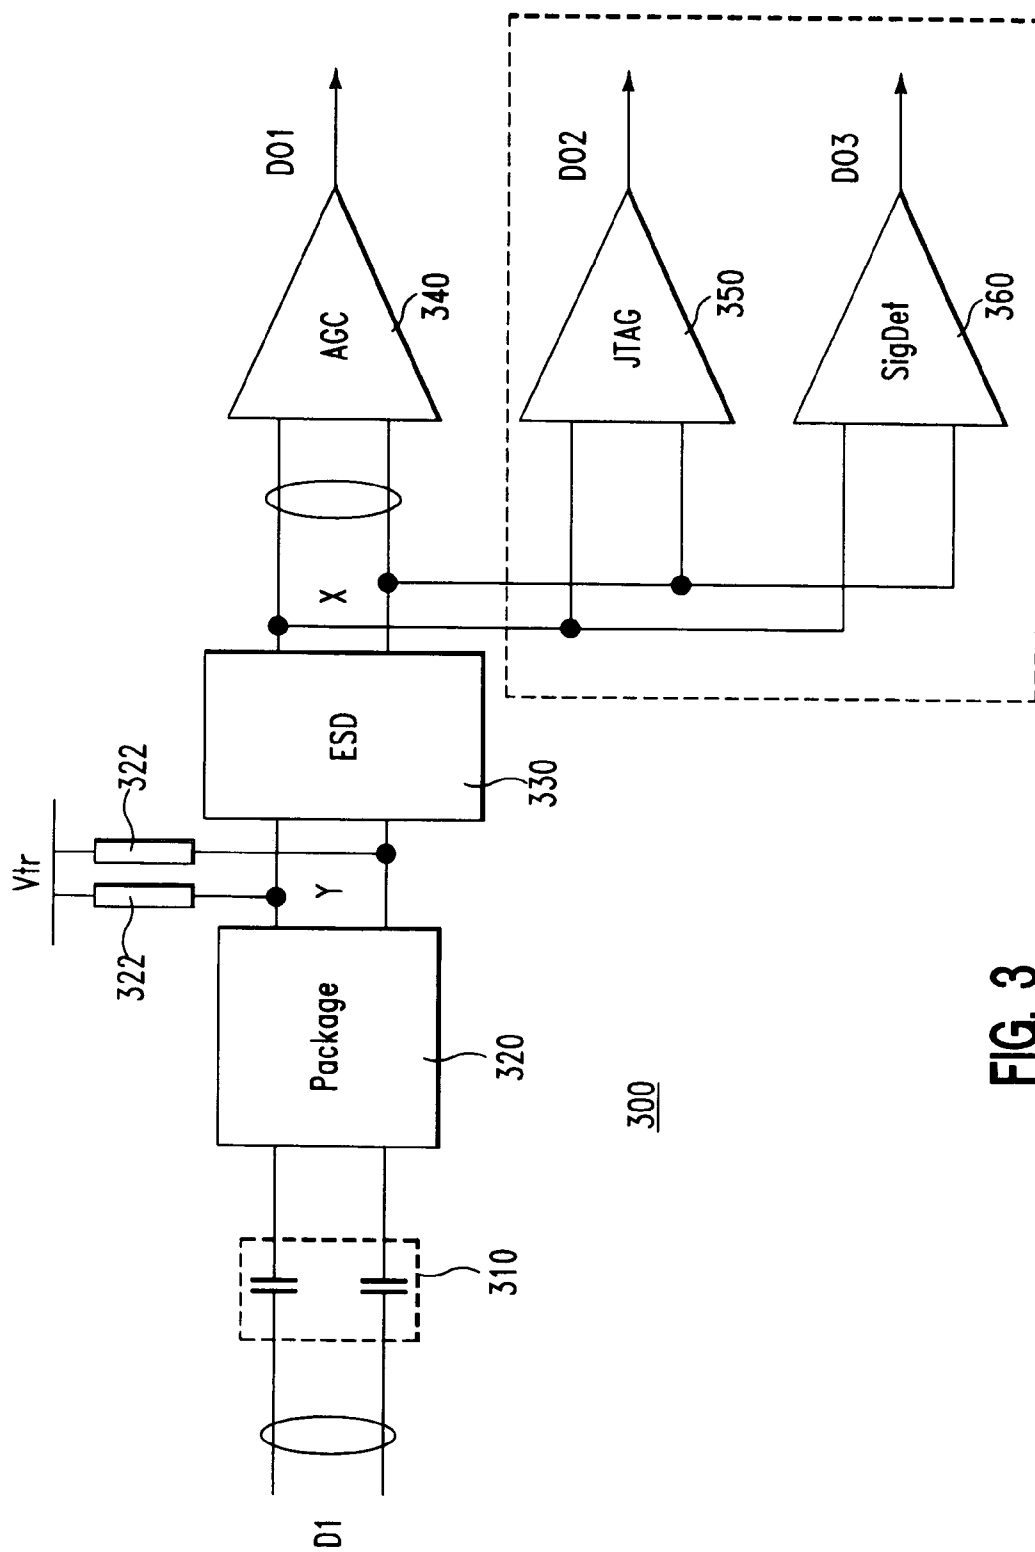 D1
310
Package
320
Vtr
322
322
Y
ESD
330
X
AGC
340
DO1
JTAG
350
DO2
SigDet
360
DO3
300
FIG. 3